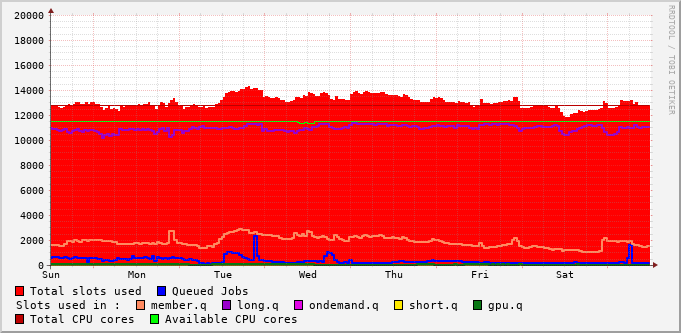 20000
18000
16000
14000
12000
10000
8000
6000
4000
2000
0
Sun Mon Tue Wed Thu Fri Sat
RRDTOOL / TOBI OETIKER
Total slots used Queued Jobs
Slots used in : member.q long.q ondemand.q short.q gpu.q
Total CPU cores Available CPU cores